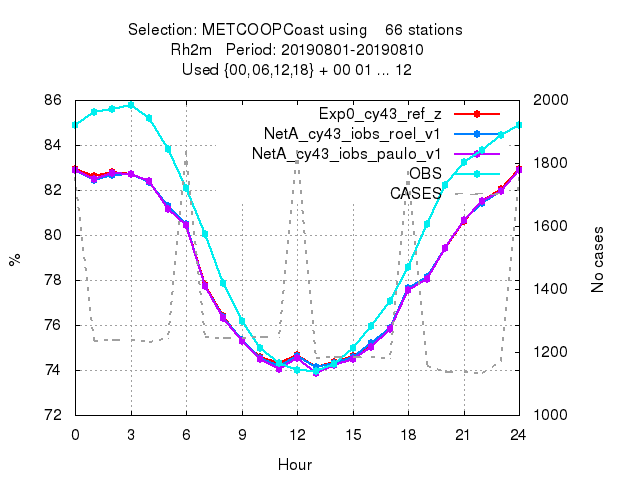 Selection: METCOOPCoast using    66 stations
Rh2m   Period: 20190801-20190810
Used {00,06,12,18} + 00 01 ... 12
86 2000
Exp0_cy43_ref_z
84 NetA_cy43_iobs_roel_v1
NetA_cy43_iobs_paulo_v1 1800
82 OBS
CASES
80 1600
% No cases
78 1400
76
74 1200
72 1000
0 3 6 9 12 15 18 21 24
Hour